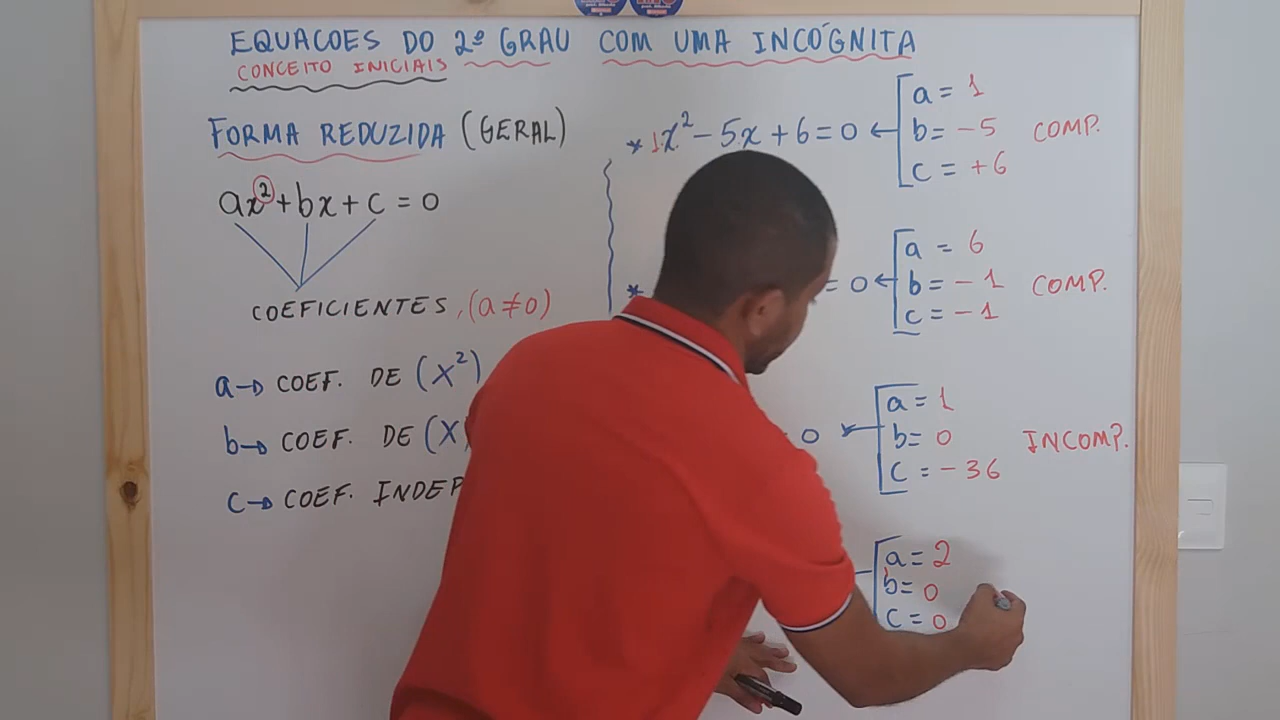 EQUACOES DO 2º GRAU COM UMA INCÓGNITA
CONCEITO INICIAIS
FORMA REDUZIDA (GERAL)
ax²+bx+c = 0
COEFICIENTES, (a≠0)
a→ COEF. DE (X²)
b→ COEF. DE (X
C→ COEF. INDEP
* 1x²-5x+6=0 ←
a = 1
b= -5
c = +6
COMP.
*
= 0 ←
a = 6
b = -1
c = -1
COMP.
0 ←
a = 1
b= 0
C = -36
INCOMP.
a = 2
b= 0
C = 0